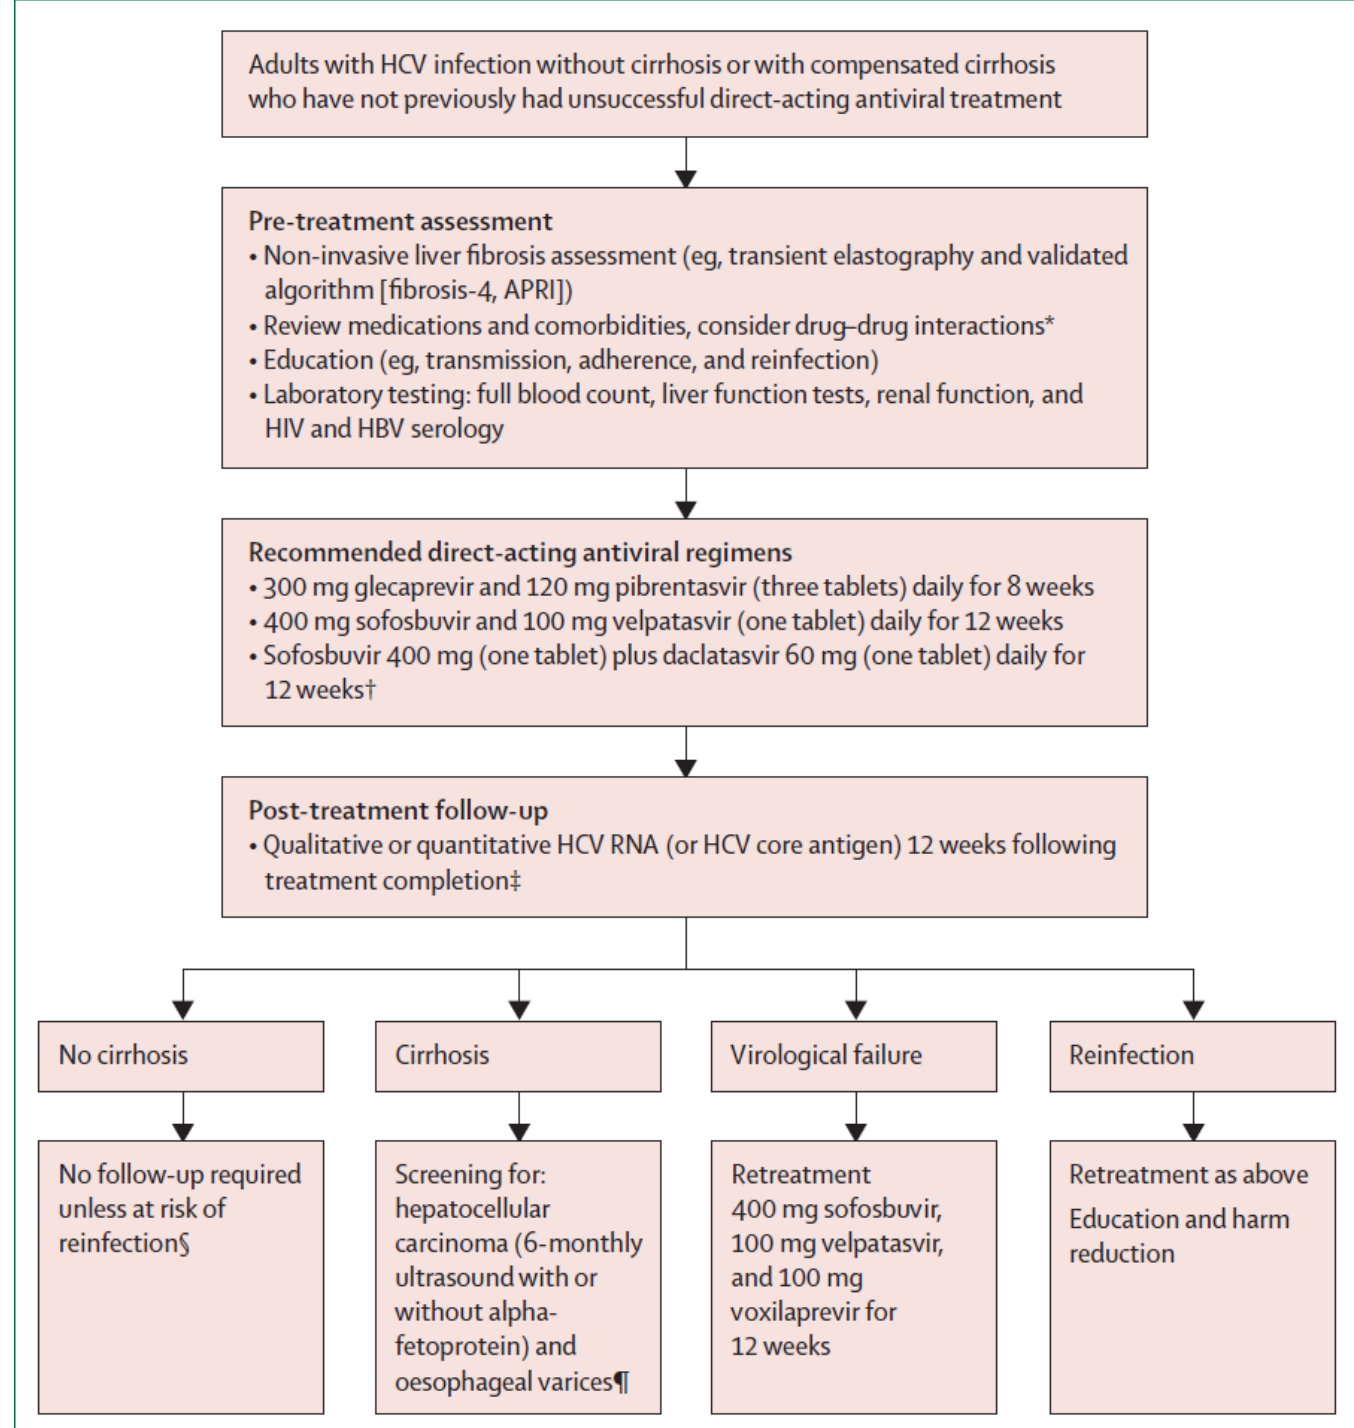 Adults with HCV infection without cirrhosis or with compensated cirrhosis
who have not previously had unsuccessful direct-acting antiviral treatment
Pre-treatment assessment
• Non-invasive liver fibrosis assessment (eg, transient elastography and validated
algorithm [fibrosis-4, APRI])
• Review medications and comorbidities, consider drug–drug interactions*
• Education (eg, transmission, adherence, and reinfection)
• Laboratory testing: full blood count, liver function tests, renal function, and
HIV and HBV serology
Recommended direct-acting antiviral regimens
• 300 mg glecaprevir and 120 mg pibrentasvir (three tablets) daily for 8 weeks
• 400 mg sofosbuvir and 100 mg velpatasvir (one tablet) daily for 12 weeks
• Sofosbuvir 400 mg (one tablet) plus daclatasvir 60 mg (one tablet) daily for
12 weeks†
Post-treatment follow-up
• Qualitative or quantitative HCV RNA (or HCV core antigen) 12 weeks following
treatment completion‡
No cirrhosis
No follow-up required
unless at risk of
reinfection§
Cirrhosis
Screening for:
hepatocellular
carcinoma (6-monthly
ultrasound with or
without alpha-
fetoprotein) and
oesophageal varices¶
Virological failure
Retreatment
400 mg sofosbuvir,
100 mg velpatasvir,
and 100 mg
voxilaprevir for
12 weeks
Reinfection
Retreatment as above
Education and harm
reduction